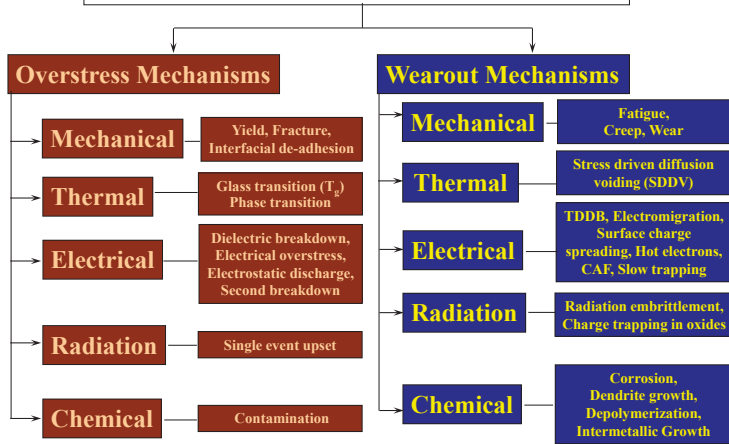 Overstress Mechanisms
Mechanical
Yield, Fracture,
Interfacial de-adhesion
Thermal
Glass transition (Tg)
Phase transition
Electrical
Dielectric breakdown,
Electrical overstress,
Electrostatic discharge,
Second breakdown
Radiation
Single event upset
Chemical
Contamination
Wearout Mechanisms
Mechanical
Fatigue,
Creep, Wear
Thermal
Stress driven diffusion
voiding (SDDV)
Electrical
TDDB, Electromigration,
Surface charge
spreading, Hot electrons,
CAF, Slow trapping
Radiation
Radiation embrittlement,
Charge trapping in oxides
Chemical
Corrosion,
Dendrite growth,
Depolymerization,
Intermetallic Growth